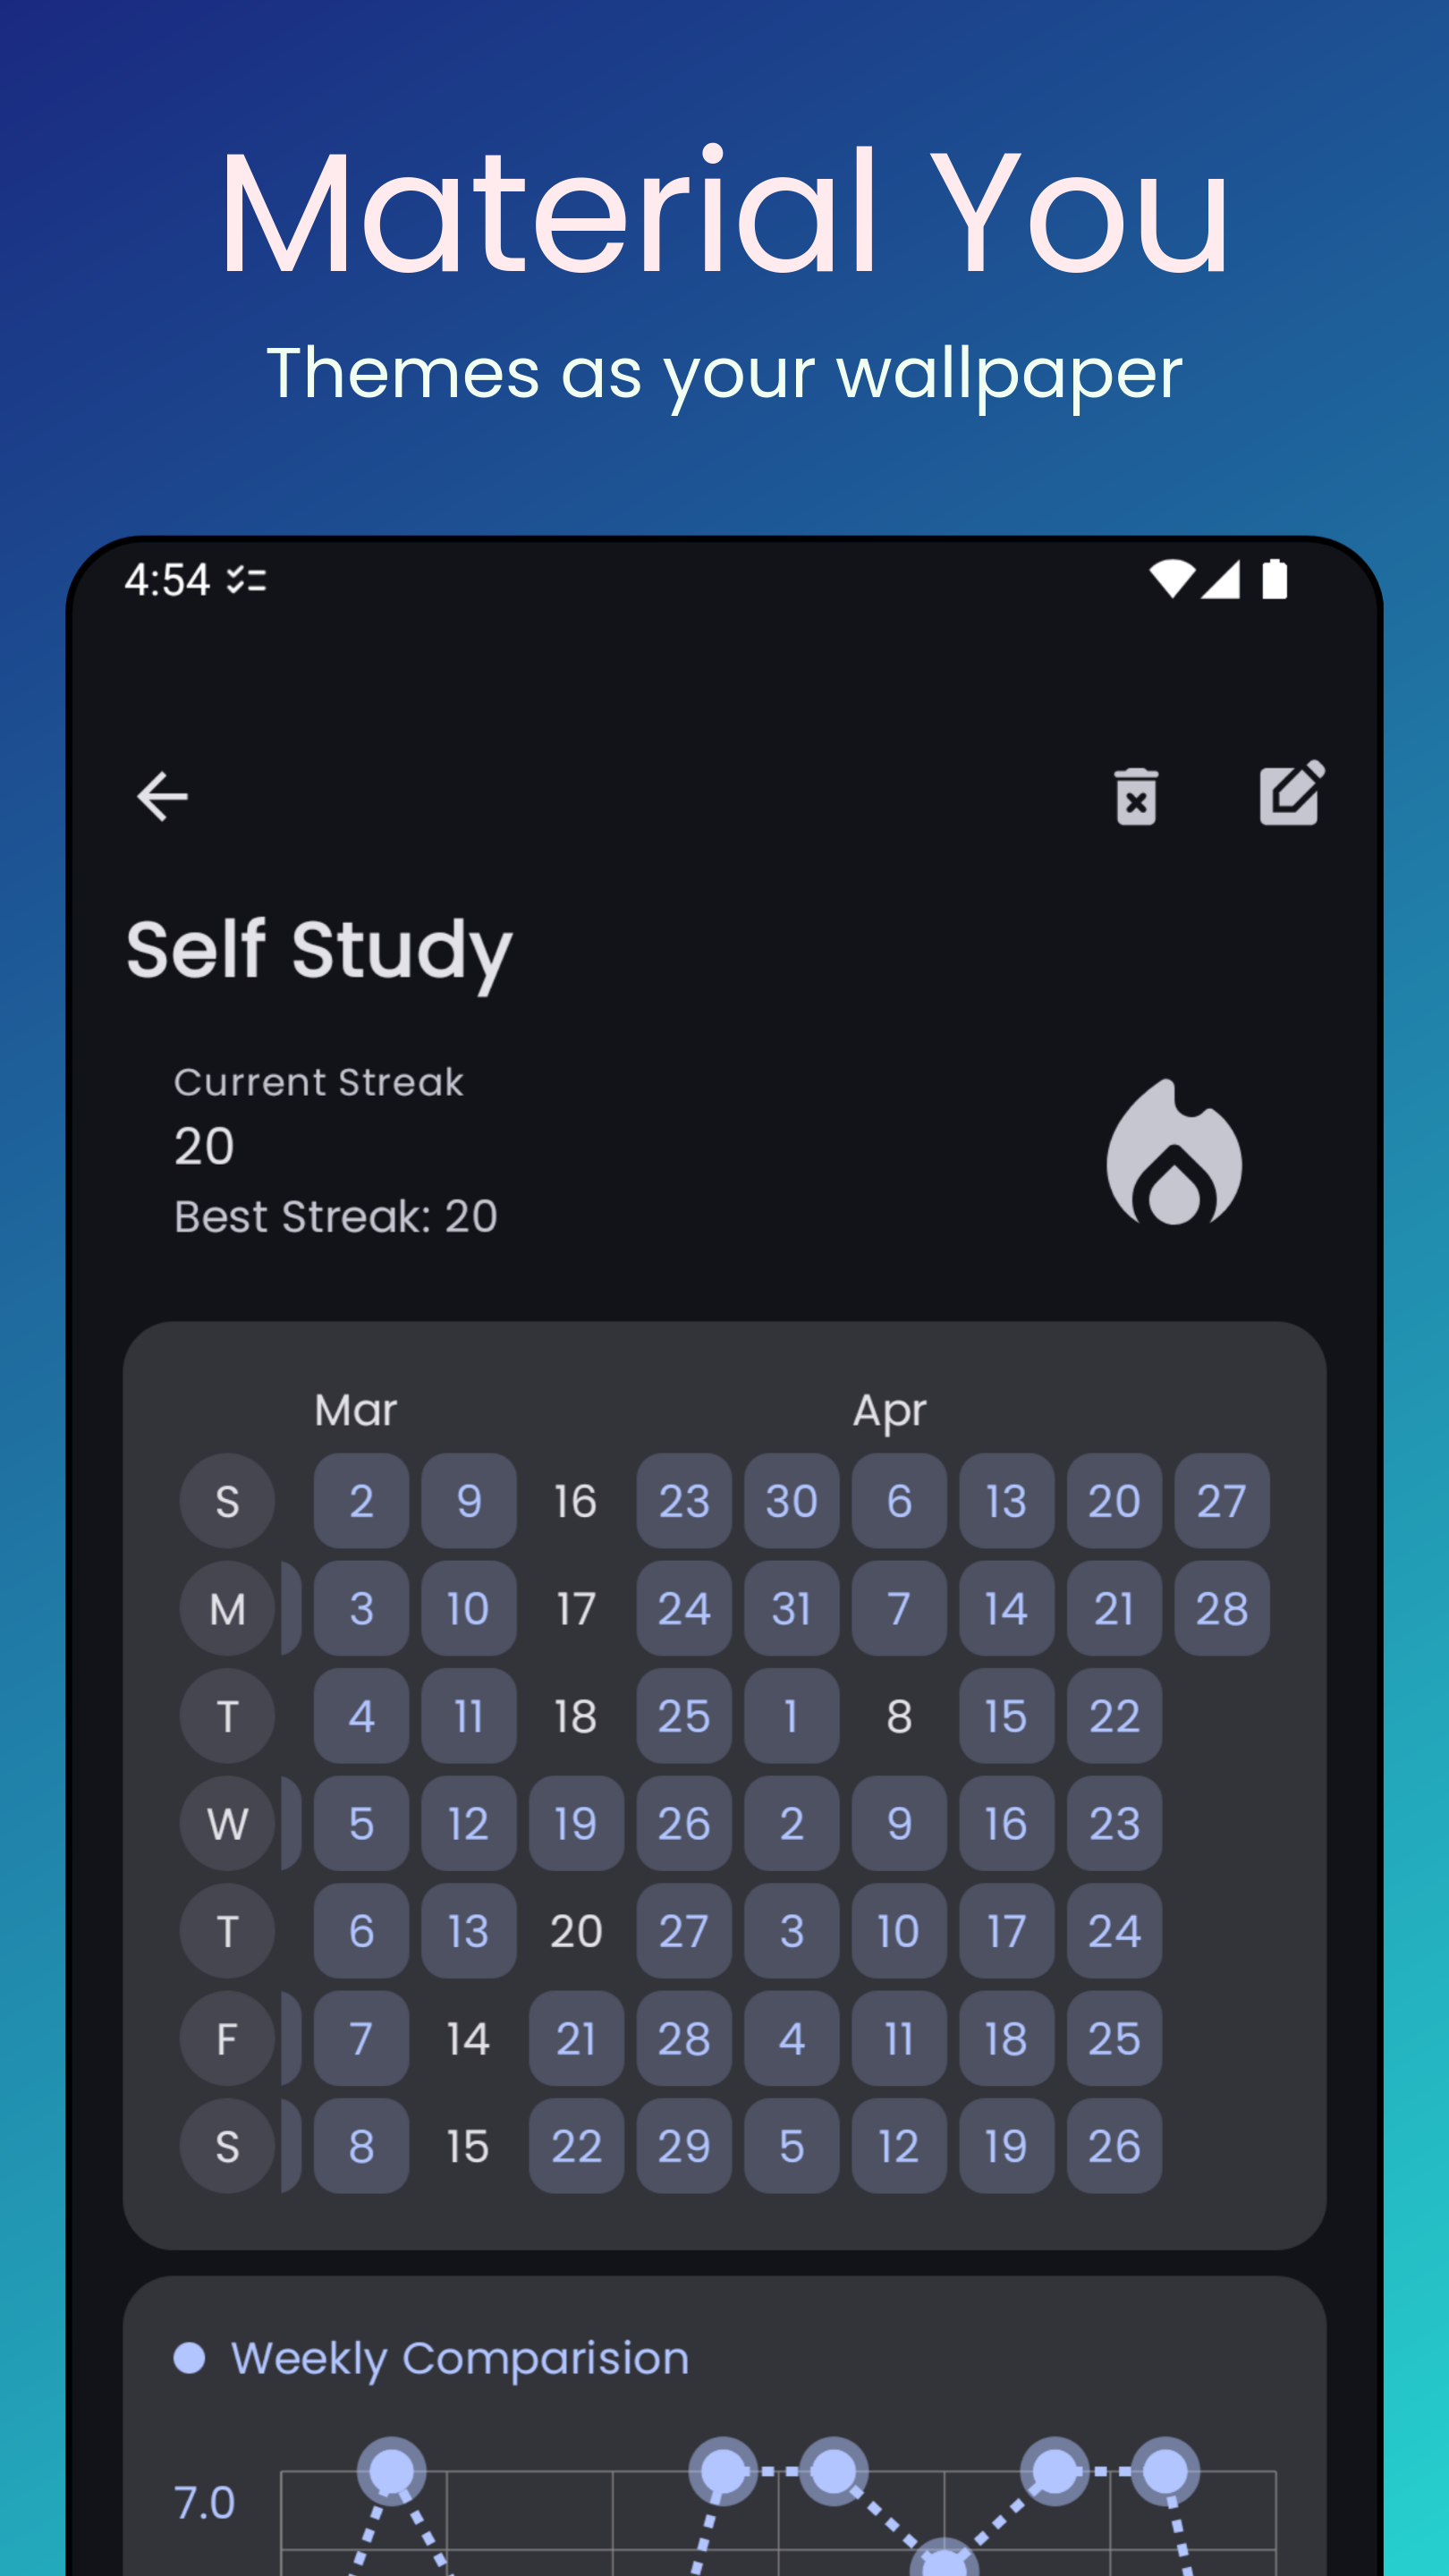 Material You
Themes as your wallpaper
4:54
Self Study
Current Streak
20
Best Streak: 20
Mar Apr
S 2 9 16 23 30 6 13 20 27
M 3 10 17 24 31 7 14 21 28
T 4 11 18 25 1 8 15 22
W 5 12 19 26 2 9 16 23
T 6 13 20 27 3 10 17 24
F 7 14 21 28 4 11 18 25
S 8 15 22 29 5 12 19 26
Weekly Comparision
7.0